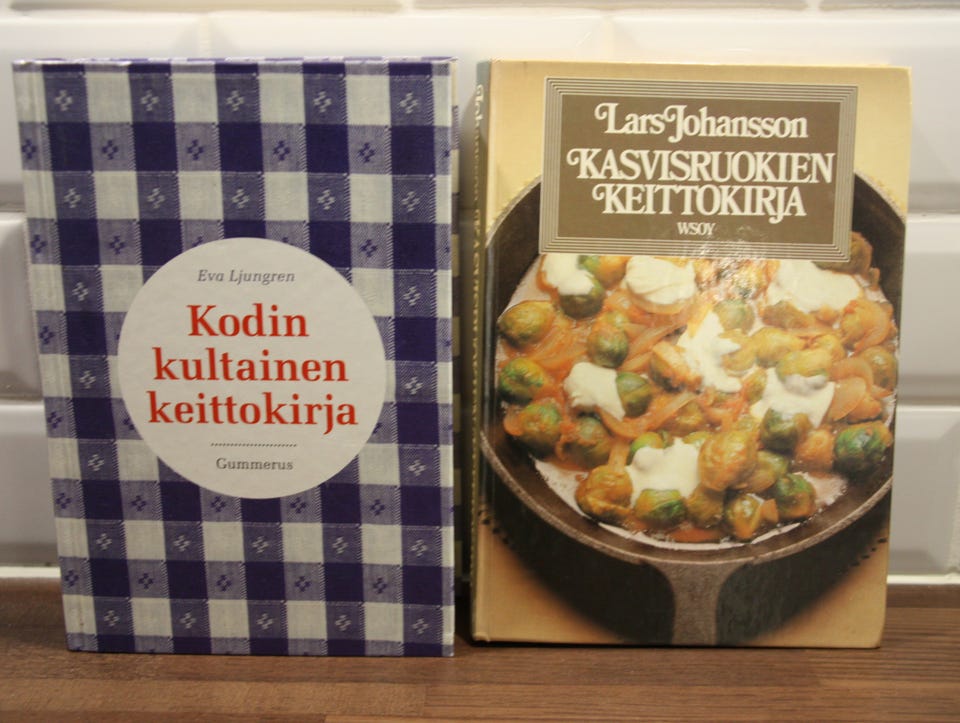 Eva Ljungren
Kodin
kultainen
keittokirja
Gummerus
Lars Johansson
KASVISRUOKIEN
KEITTOKIRJA
WSOY